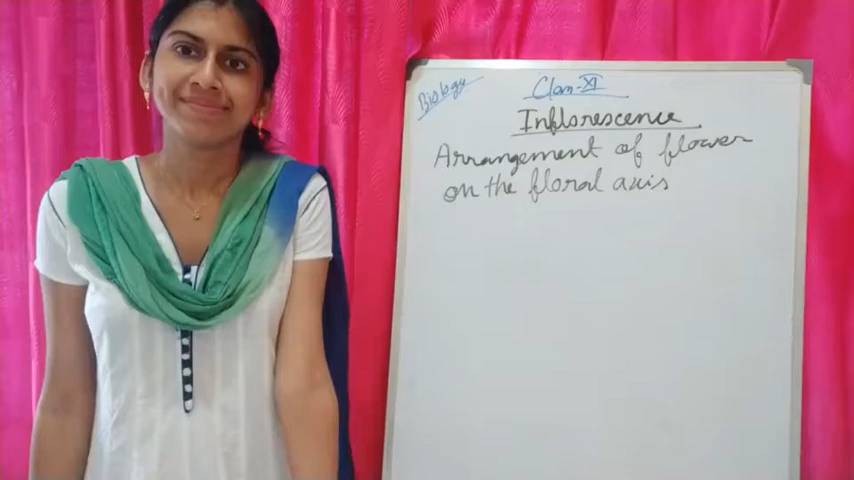 Biology
Class-XI
Inflorescence
Arrangement of flower
on the floral axis